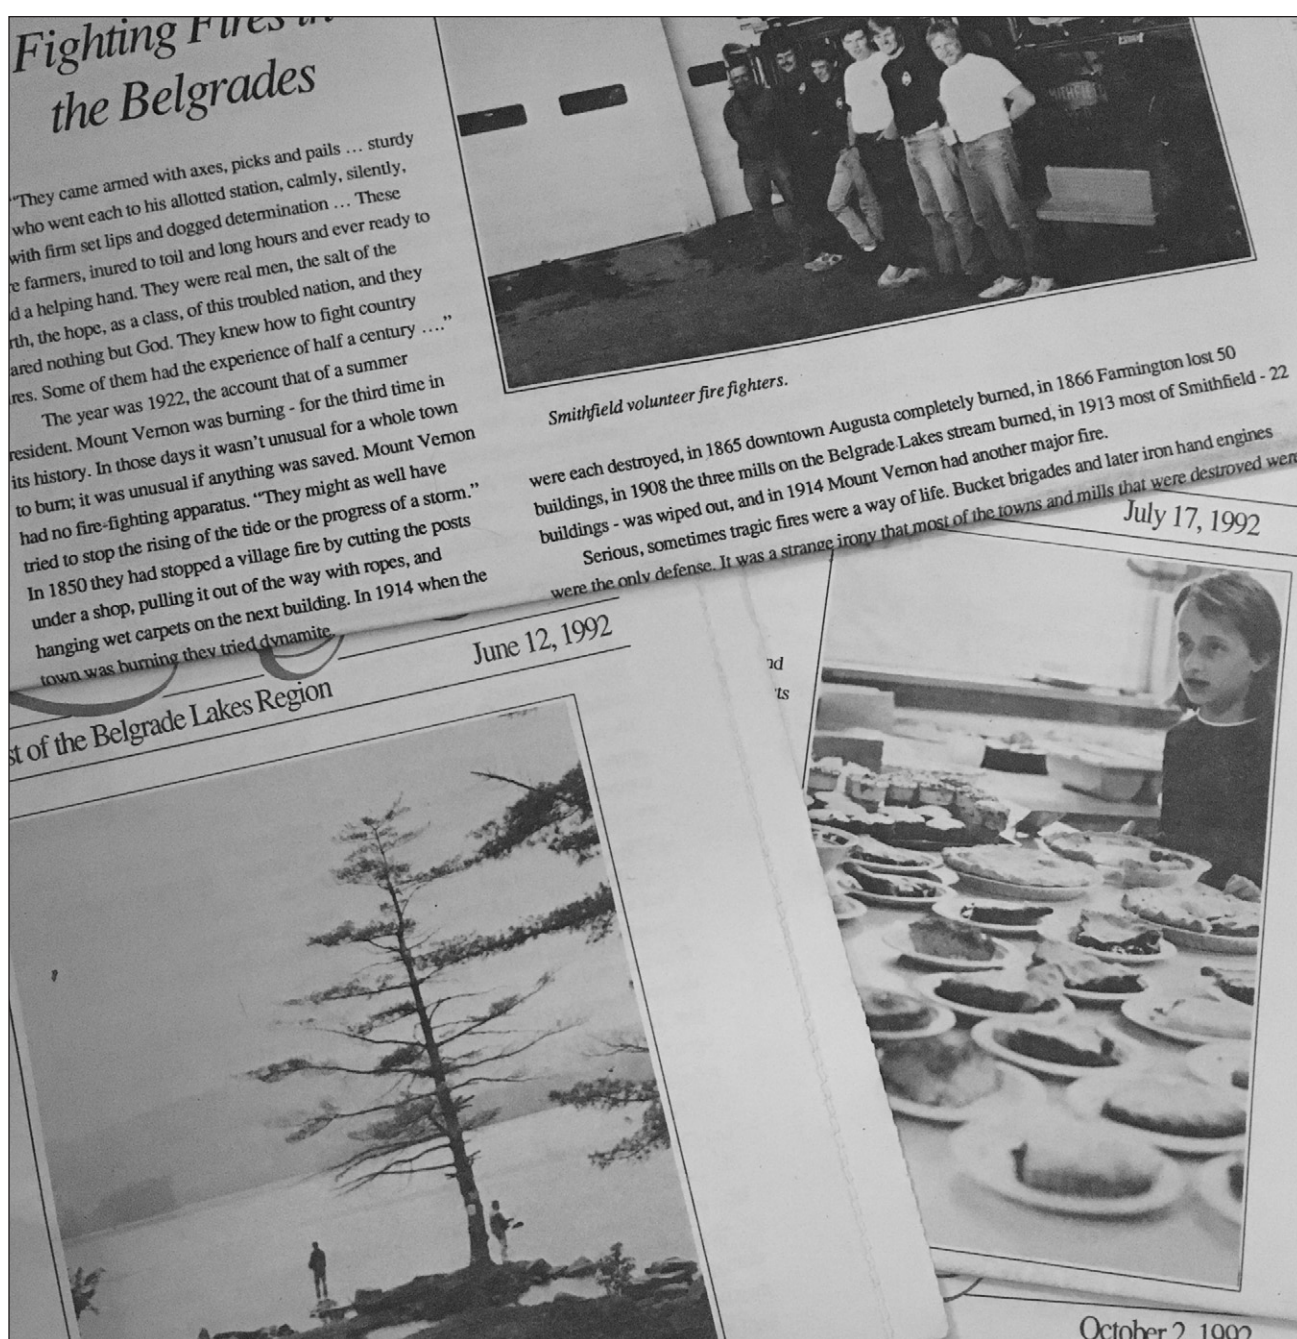 Fighting Fires in
the Belgrades
"They came armed with axes, picks and pails … sturdy
who went each to his allotted station, calmly, silently,
with firm set lips and dogged determination … These
e farmers, inured to toil and long hours and ever ready to
d a helping hand. They were real men, the salt of the
rth, the hope, as a class, of this troubled nation, and they
ared nothing but God. They knew how to fight country
res. Some of them had the experience of half a century …."
The year was 1922, the account that of a summer
resident. Mount Vernon was burning - for the third time in
its history. In those days it wasn't unusual for a whole town
to burn; it was unusual if anything was saved. Mount Vernon
had no fire-fighting apparatus. "They might as well have
tried to stop the rising of the tide or the progress of a storm."
In 1850 they had stopped a village fire by cutting the posts
under a shop, pulling it out of the way with ropes, and
hanging wet carpets on the next building. In 1914 when the
town was burning they tried dynamite.
SMITHFIELD
Smithfield volunteer fire fighters.
were each destroyed, in 1865 downtown Augusta completely burned, in 1866 Farmington lost 50
buildings, in 1908 the three mills on the Belgrade Lakes stream burned, in 1913 most of Smithfield - 22
buildings - was wiped out, and in 1914 Mount Vernon had another major fire.
Serious, sometimes tragic fires were a way of life. Bucket brigades and later iron hand engines
were the only defense. It was a strange irony that most of the towns and mills that were destroyed were
June 12, 1992
st of the Belgrade Lakes Region
nd
ts
July 17, 1992
October 2, 1992